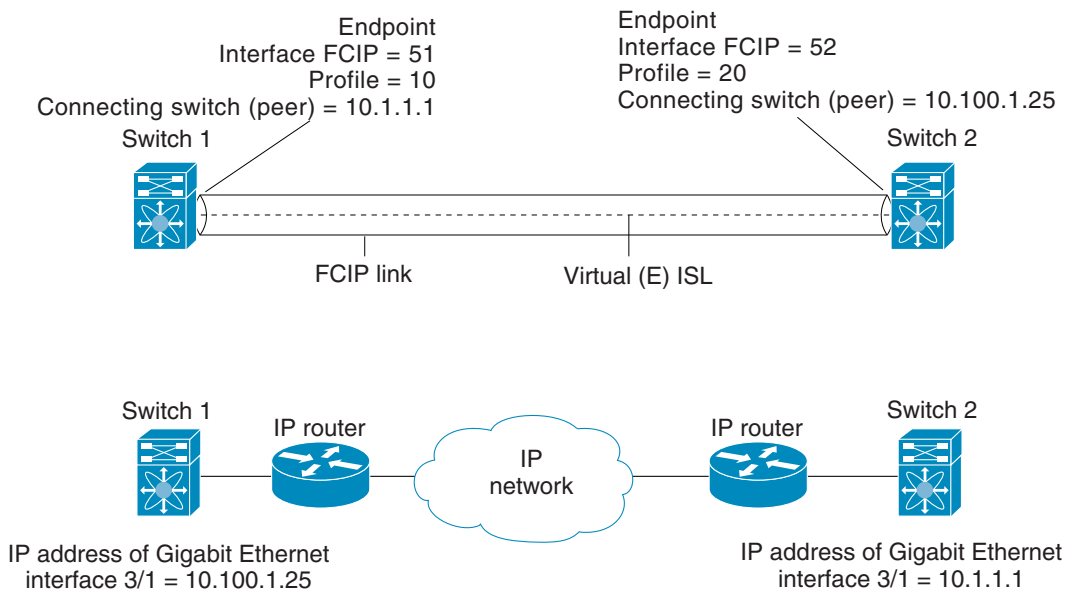 Endpoint
Interface FCIP = 51
Profile = 10
Connecting switch (peer) = 10.1.1.1
Endpoint
Interface FCIP = 52
Profile = 20
Connecting switch (peer) = 10.100.1.25
Switch 1
Switch 2
FCIP link
Virtual (E) ISL
Switch 1
IP router
IP
network
IP router
Switch 2
IP address of Gigabit Ethernet
interface 3/1 = 10.100.1.25
IP address of Gigabit Ethernet
interface 3/1 = 10.1.1.1